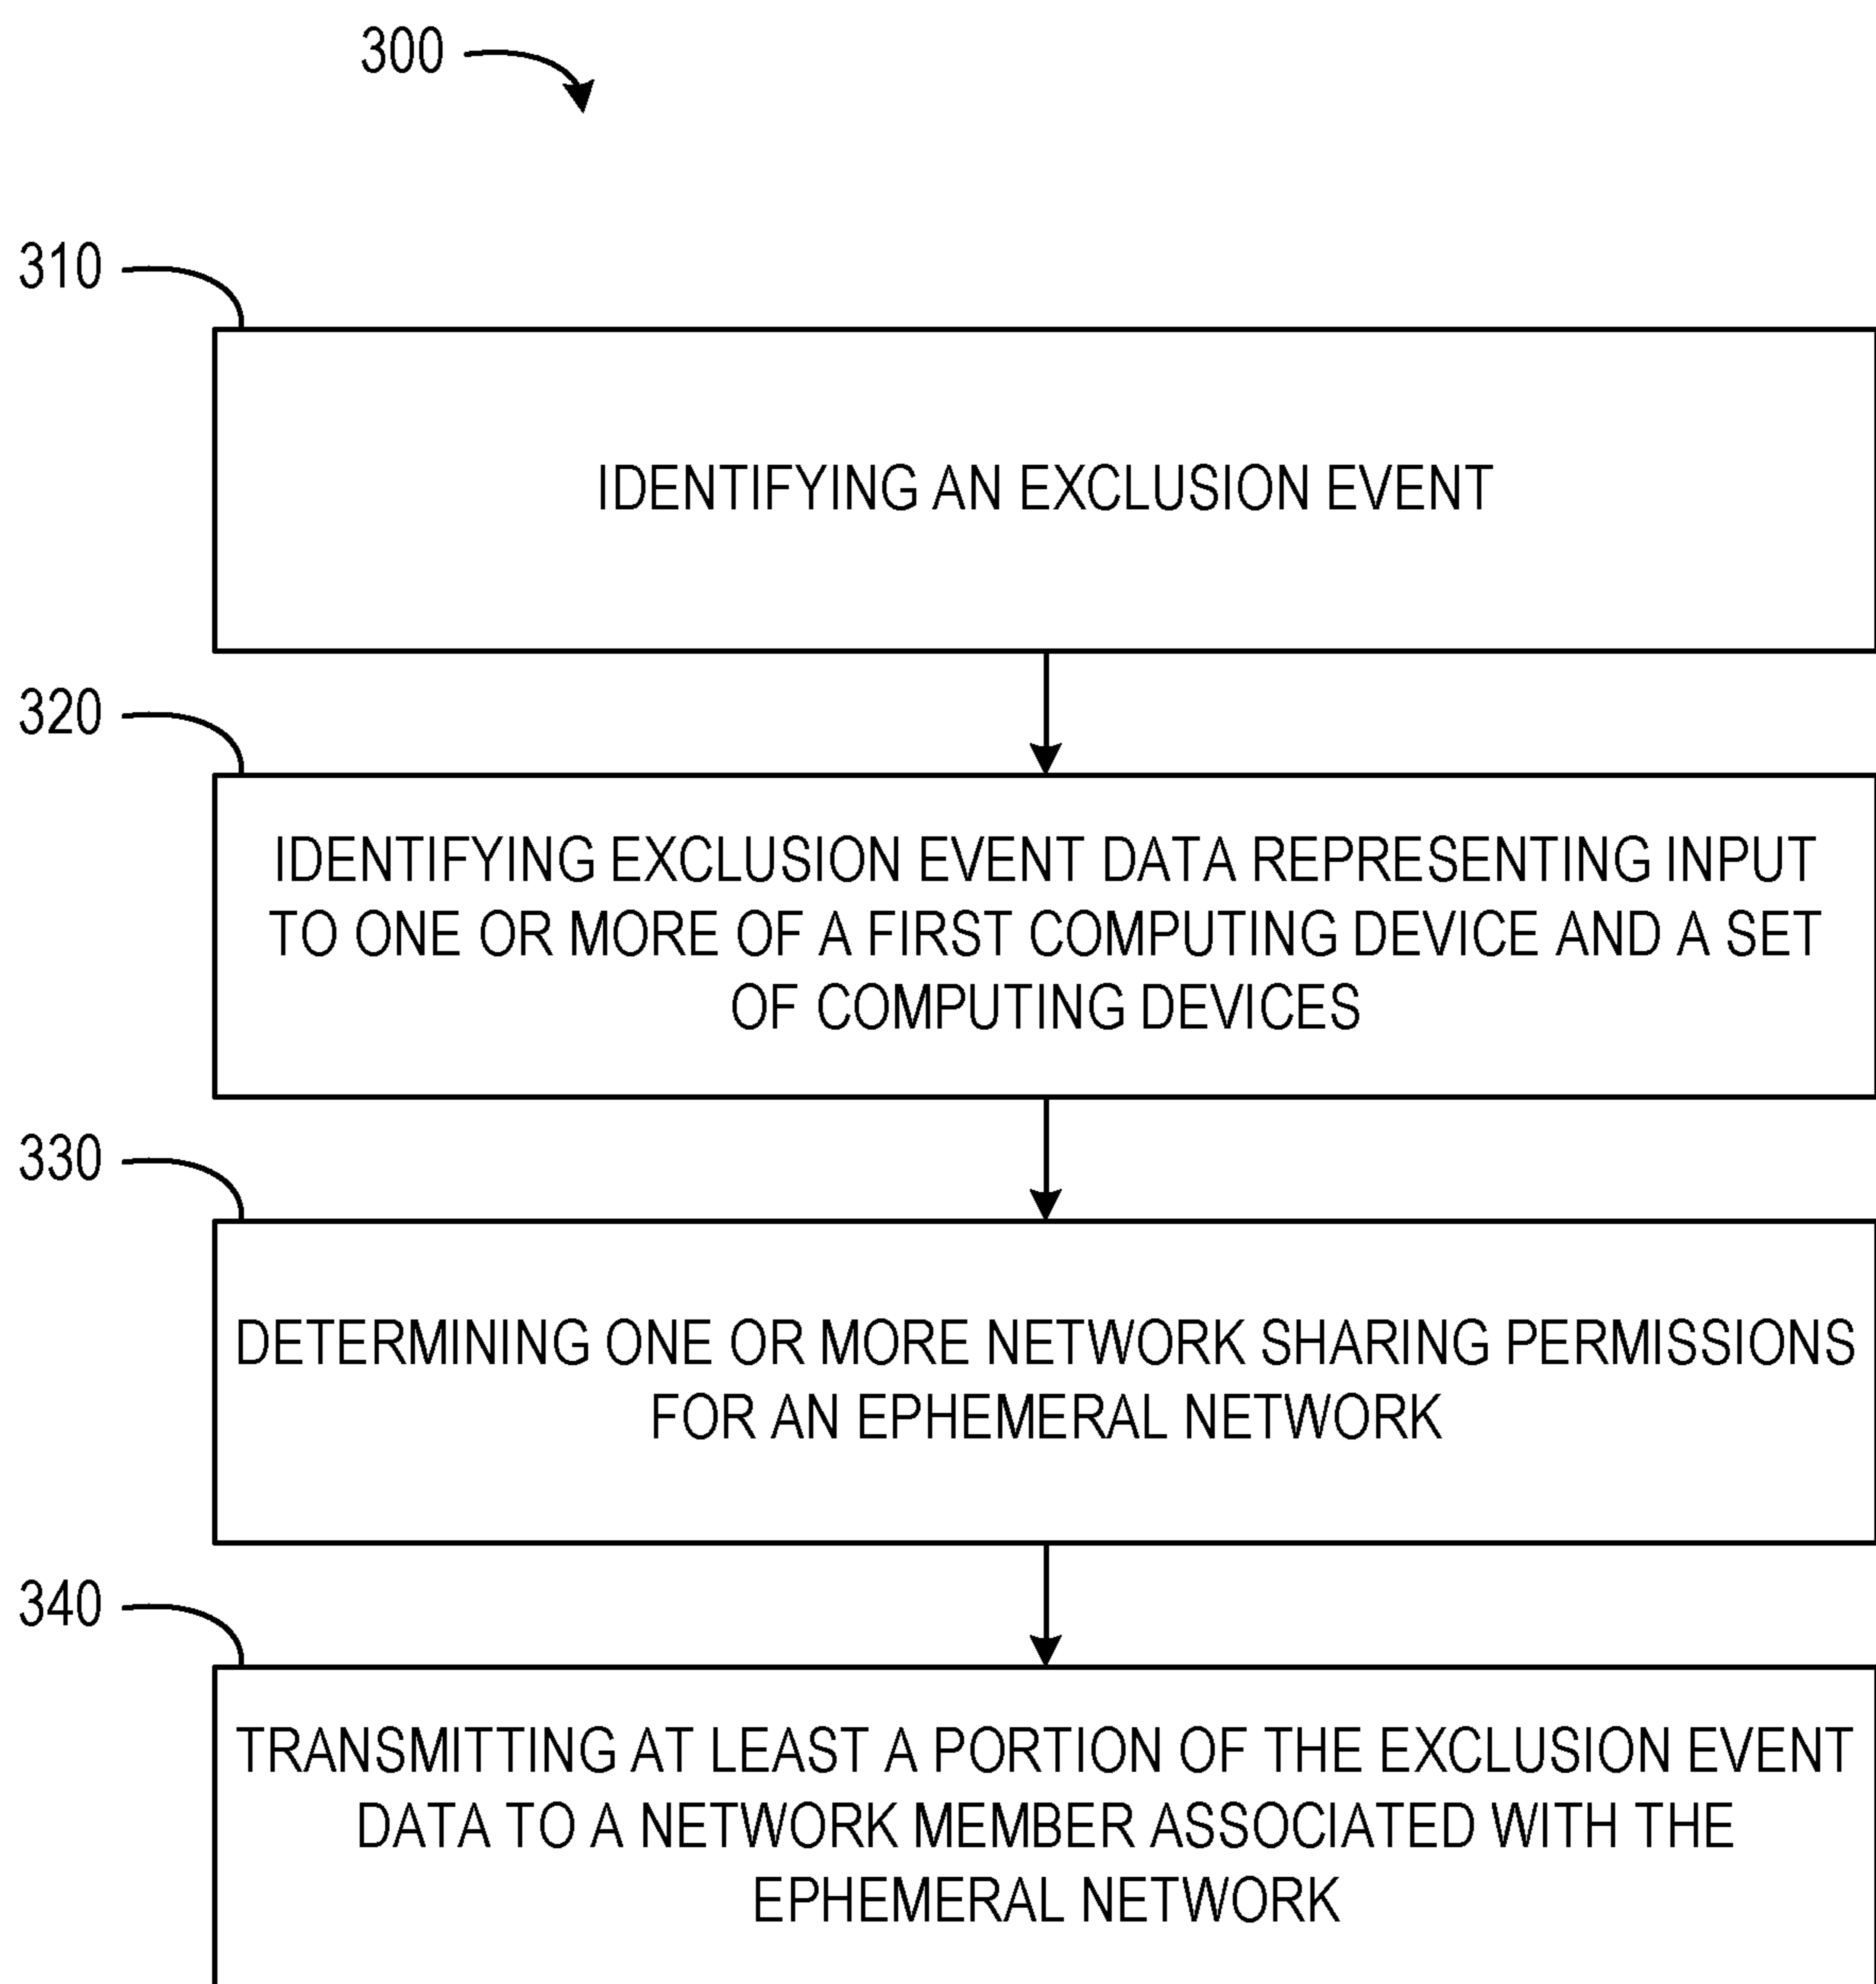 300
310
IDENTIFYING AN EXCLUSION EVENT
320
IDENTIFYING EXCLUSION EVENT DATA REPRESENTING INPUT
TO ONE OR MORE OF A FIRST COMPUTING DEVICE AND A SET
OF COMPUTING DEVICES
330
DETERMINING ONE OR MORE NETWORK SHARING PERMISSIONS
FOR AN EPHEMERAL NETWORK
340
TRANSMITTING AT LEAST A PORTION OF THE EXCLUSION EVENT
DATA TO A NETWORK MEMBER ASSOCIATED WITH THE
EPHEMERAL NETWORK